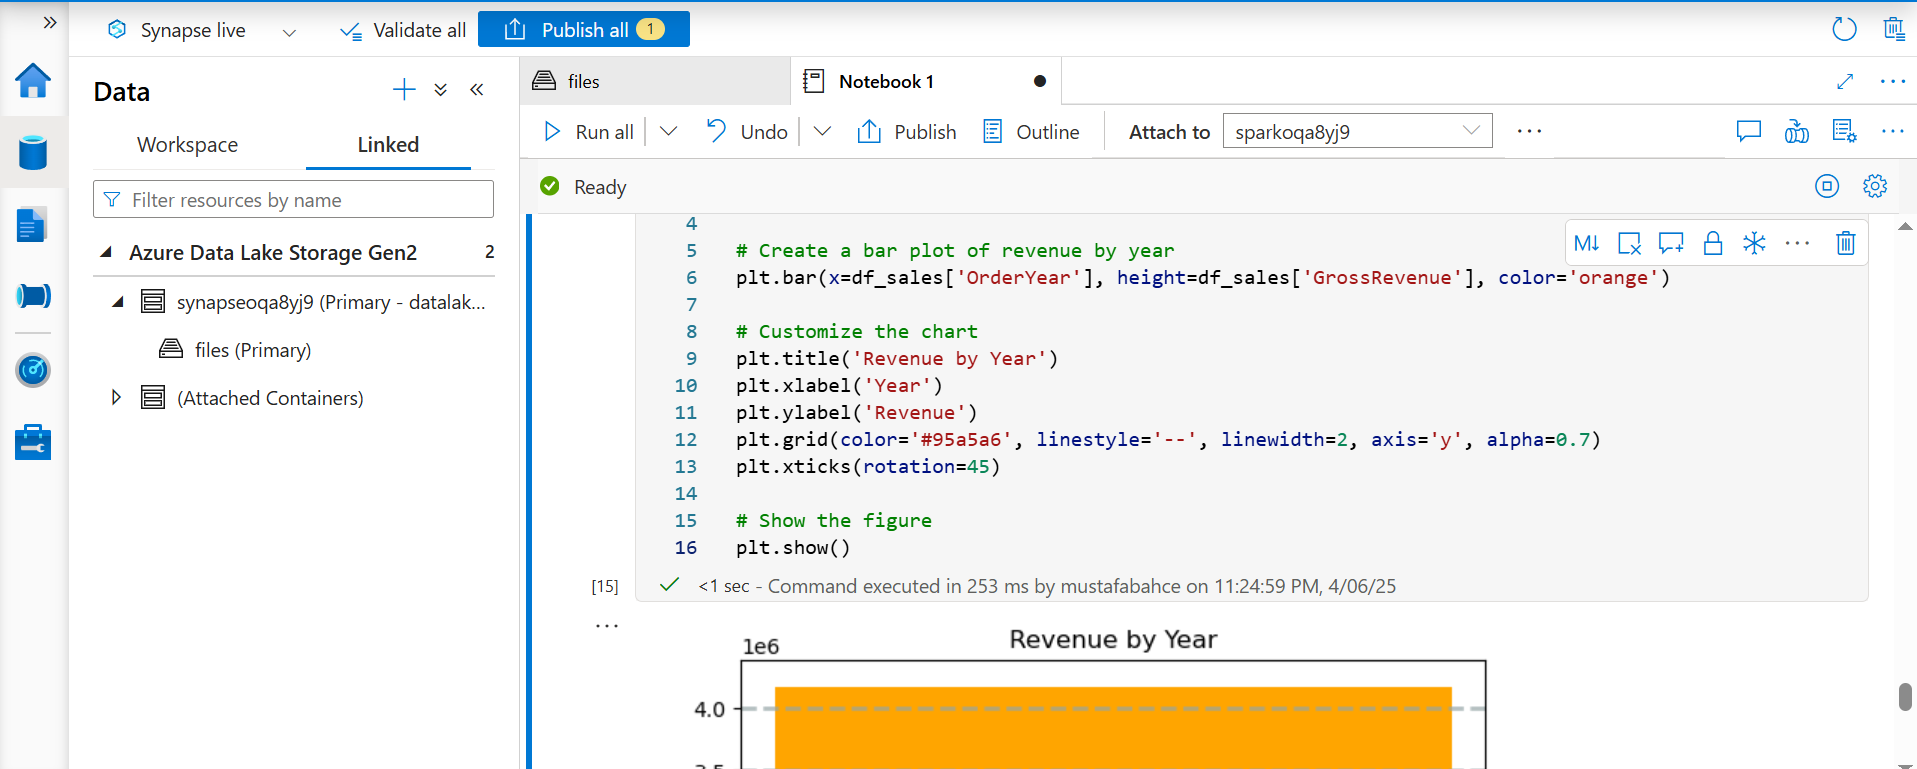 Synapse live
Validate all
Publish all 1
Data
Workspace
Linked
Filter resources by name
Azure Data Lake Storage Gen2 2
synapseoqa8yj9 (Primary - datalak...
files (Primary)
(Attached Containers)
files
Notebook 1
Run all
Undo
Publish
Outline
Attach to
sparkoqa8yj9
Ready
M↓
4
5 # Create a bar plot of revenue by year
6 plt.bar(x=df_sales['OrderYear'], height=df_sales['GrossRevenue'], color='orange')
7
8 # Customize the chart
9 plt.title('Revenue by Year')
10 plt.xlabel('Year')
11 plt.ylabel('Revenue')
12 plt.grid(color='#95a5a6', linestyle='--', linewidth=2, axis='y', alpha=0.7)
13 plt.xticks(rotation=45)
14
15 # Show the figure
16 plt.show()
[15] <1 sec - Command executed in 253 ms by mustafabahce on 11:24:59 PM, 4/06/25
Revenue by Year
1e6
4.0